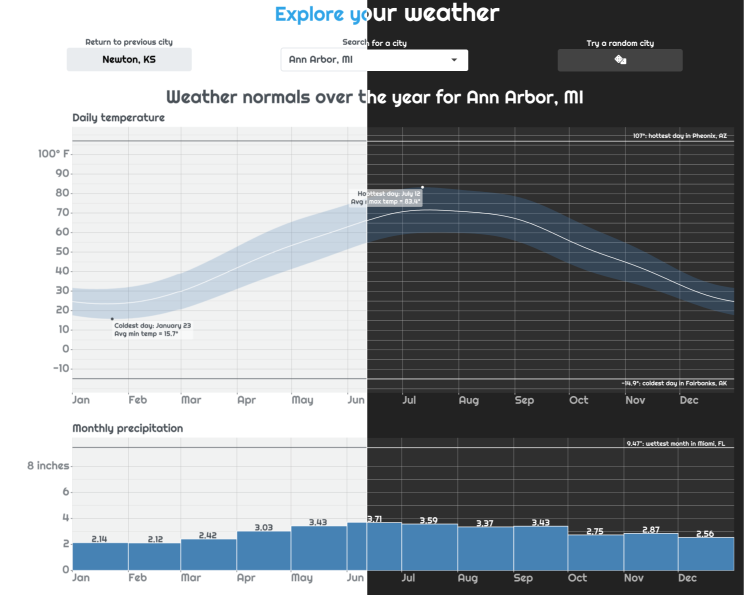 Explore your weather
Return to previous city
Search for a city
Try a random city
Newton, KS
Ann Arbor, MI
Weather normals over the year for Ann Arbor, MI
Daily temperature
107°: hottest day in Pheonix, AZ
100° F
90
80
70
60
50
40
30
20
10
0
-10
Hottest day: July 12
Avg max temp = 83.4°
Coldest day: January 23
Avg min temp = 15.7°
-14.9°: coldest day in Fairbanks, AK
Jan Feb Mar Apr May Jun Jul Aug Sep Oct Nov Dec
Monthly precipitation
9.47": wettest month in Miami, FL
8 inches
6
4
2
0
2.14 2.12 2.42 3.03 3.43 3.71 3.59 3.37 3.43 2.75 2.87 2.56
Jan Feb Mar Apr May Jun Jul Aug Sep Oct Nov Dec